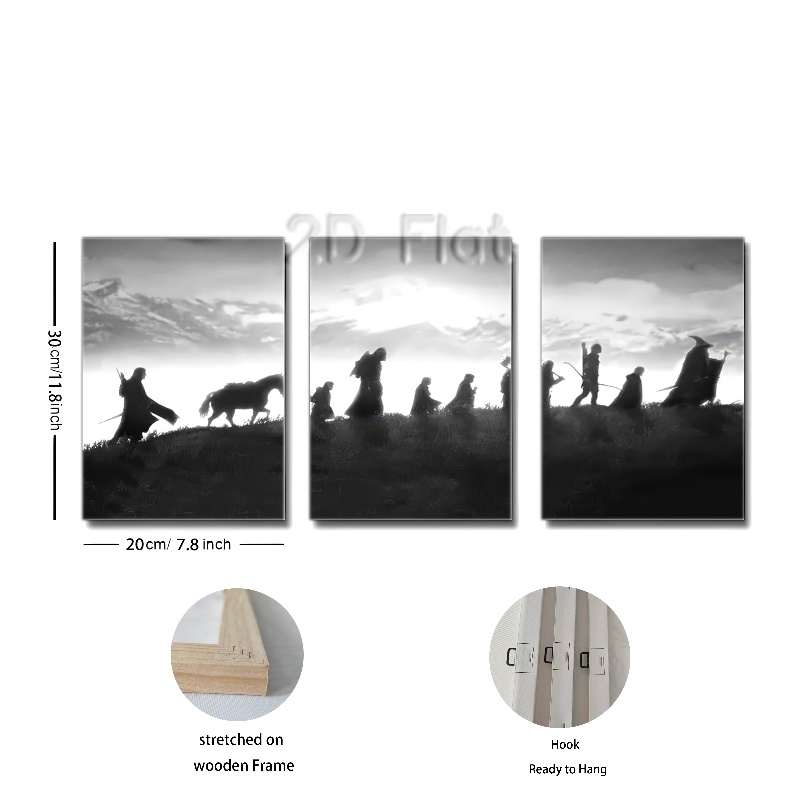 2D Flat
30cm/11.8inch
20cm/ 7.8 inch
stretched on
wooden Frame
Hook
Ready to Hang